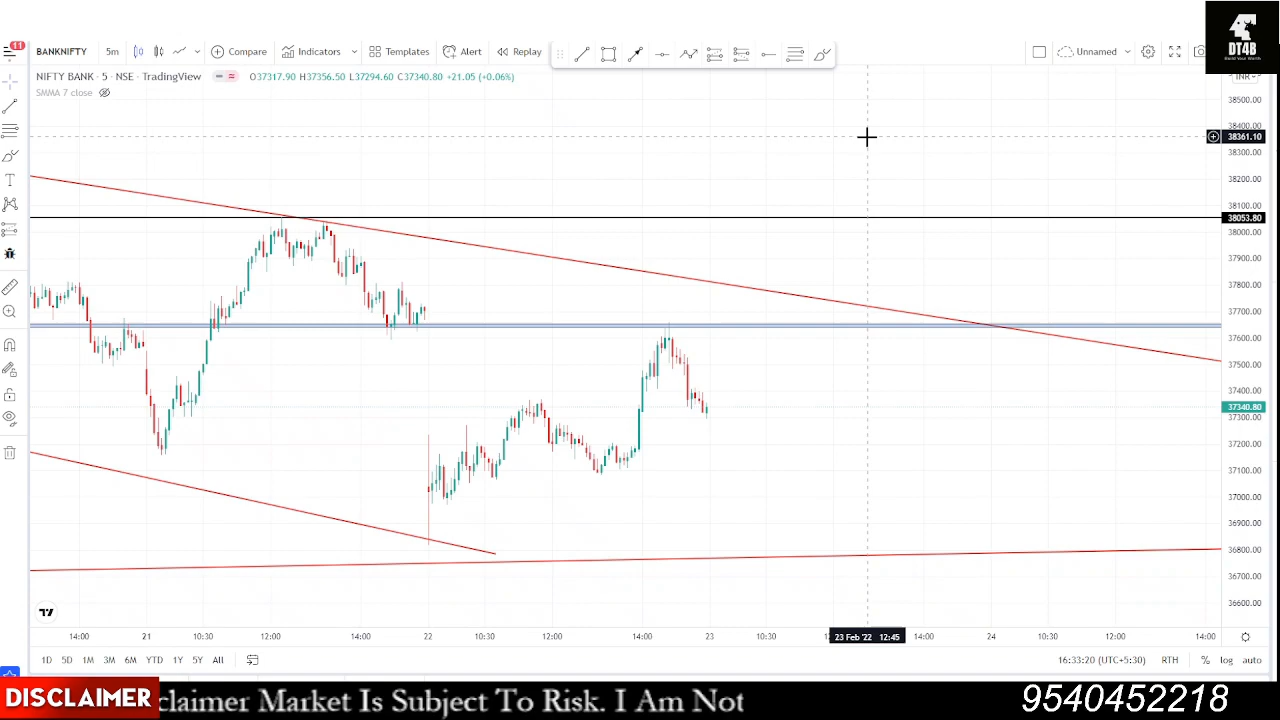 11
BANKNIFTY 5m Compare Indicators Templates Alert Replay Unnamed
DT4B
Build Your Worth
NIFTY BANK · 5 · NSE · TradingView O37317.90 H37356.50 L37294.60 C37340.80 +21.05 (+0.06%)
INR
SMMA 7 close
38500.00
38400.00
38361.10
38300.00
38200.00
38100.00
38053.80
38000.00
37900.00
37800.00
37700.00
37600.00
37500.00
37400.00
37340.80
37300.00
37200.00
37100.00
37000.00
36900.00
36800.00
36700.00
36600.00
14:00 21 10:30 12:00 14:00 22 10:30 12:00 14:00 23 10:30 23 Feb '22 12:45 14:00 24 10:30 12:00 14:00
1D 5D 1M 3M 6M YTD 1Y 5Y All 16:33:20 (UTC+5:30) RTH % log auto
DISCLAIMER claimer Market Is Subject To Risk. I Am Not 9540452218